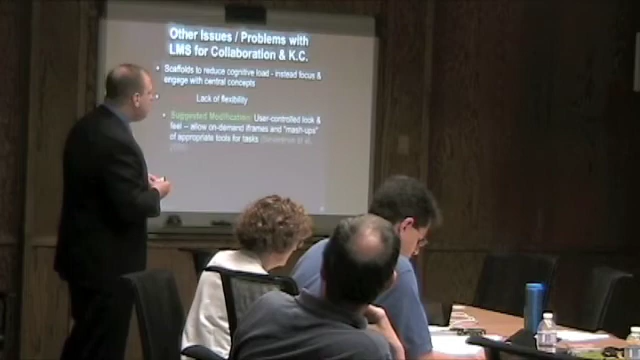 Other Issues / Problems with
LMS for Collaboration & K.C.
• Scaffolds to reduce cognitive load - instead focus &
engage with central concepts
Lack of flexibility
• Suggested Modification: User-controlled look &
feel – allow on-demand iframes and "mash-ups"
of appropriate tools for tasks